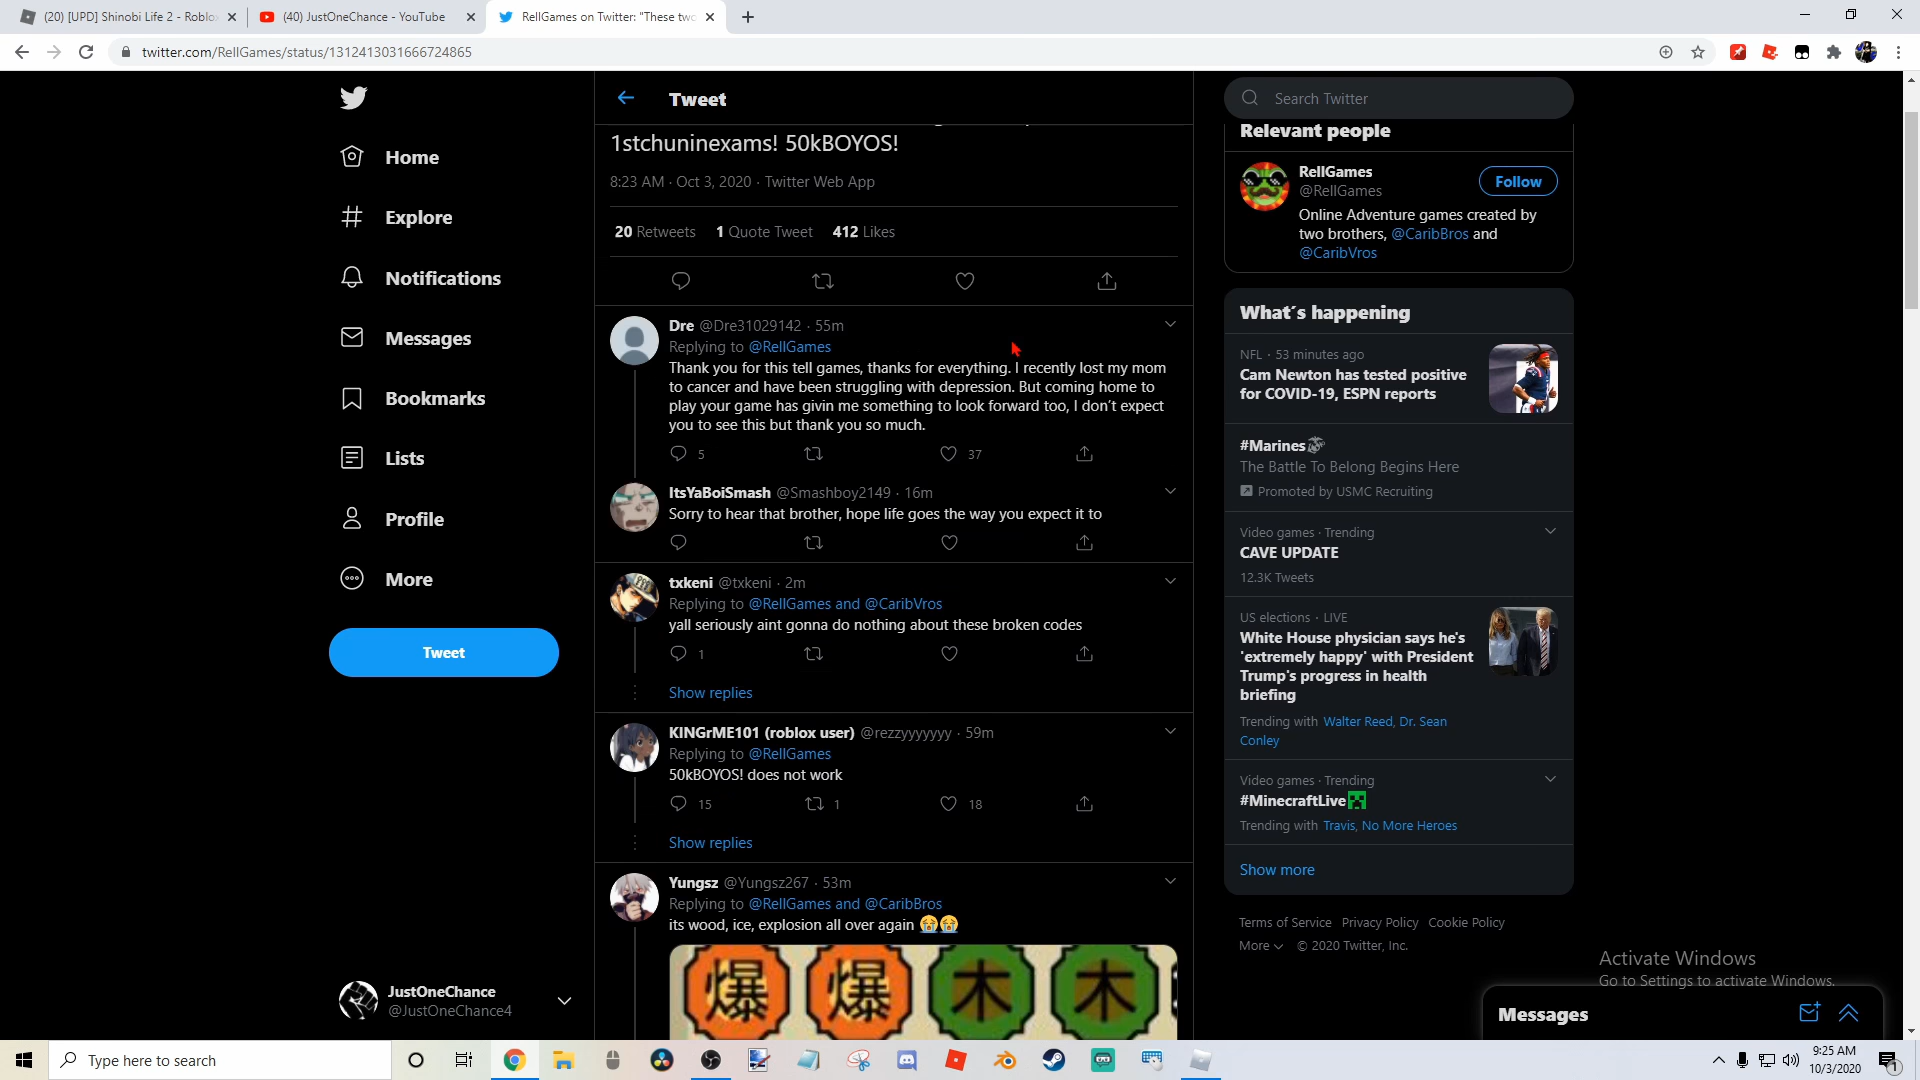 (20) [UPD] Shinobi Life 2 - Roblo
(40) JustOneChance - YouTube
RellGames on Twitter: "These two
twitter.com/RellGames/status/1312413031666724865
Home
Explore
Notifications
Messages
Bookmarks
Lists
Profile
More
Tweet
JustOneChance
@JustOneChance4
Tweet
1stchuninexams! 50kBOYOS!
8:23 AM · Oct 3, 2020 · Twitter Web App
20 Retweets 1 Quote Tweet 412 Likes
Dre @Dre31029142 · 55m
Replying to @RellGames
Thank you for this tell games, thanks for everything. I recently lost my mom
to cancer and have been struggling with depression. But coming home to
play your game has givin me something to look forward too, I don't expect
you to see this but thank you so much.
5 37
ItsYaBoiSmash @Smashboy2149 · 16m
Sorry to hear that brother, hope life goes the way you expect it to
txkeni @txkeni · 2m
Replying to @RellGames and @CaribVros
yall seriously aint gonna do nothing about these broken codes
1
Show replies
KINGrME101 (roblox user) @rezzyyyyyyy · 59m
Replying to @RellGames
50kBOYOS! does not work
15 1 18
Show replies
Yungsz @Yungsz267 · 53m
Replying to @RellGames and @CaribBros
its wood, ice, explosion all over again 😭😭
爆 爆 木 木
Search Twitter
Relevant people
RellGames
@RellGames
Follow
Online Adventure games created by
two brothers, @CaribBros and
@CaribVros
What's happening
NFL · 53 minutes ago
Cam Newton has tested positive
for COVID-19, ESPN reports
#Marines
The Battle To Belong Begins Here
Promoted by USMC Recruiting
Video games · Trending
CAVE UPDATE
12.3K Tweets
US elections · LIVE
White House physician says he's
'extremely happy' with President
Trump's progress in health
briefing
Trending with Walter Reed, Dr. Sean
Conley
Video games · Trending
#MinecraftLive
Trending with Travis, No More Heroes
Show more
Terms of Service Privacy Policy Cookie Policy
More © 2020 Twitter, Inc.
Activate Windows
Go to Settings to activate Windows.
Messages
Type here to search
9:25 AM
10/3/2020
1